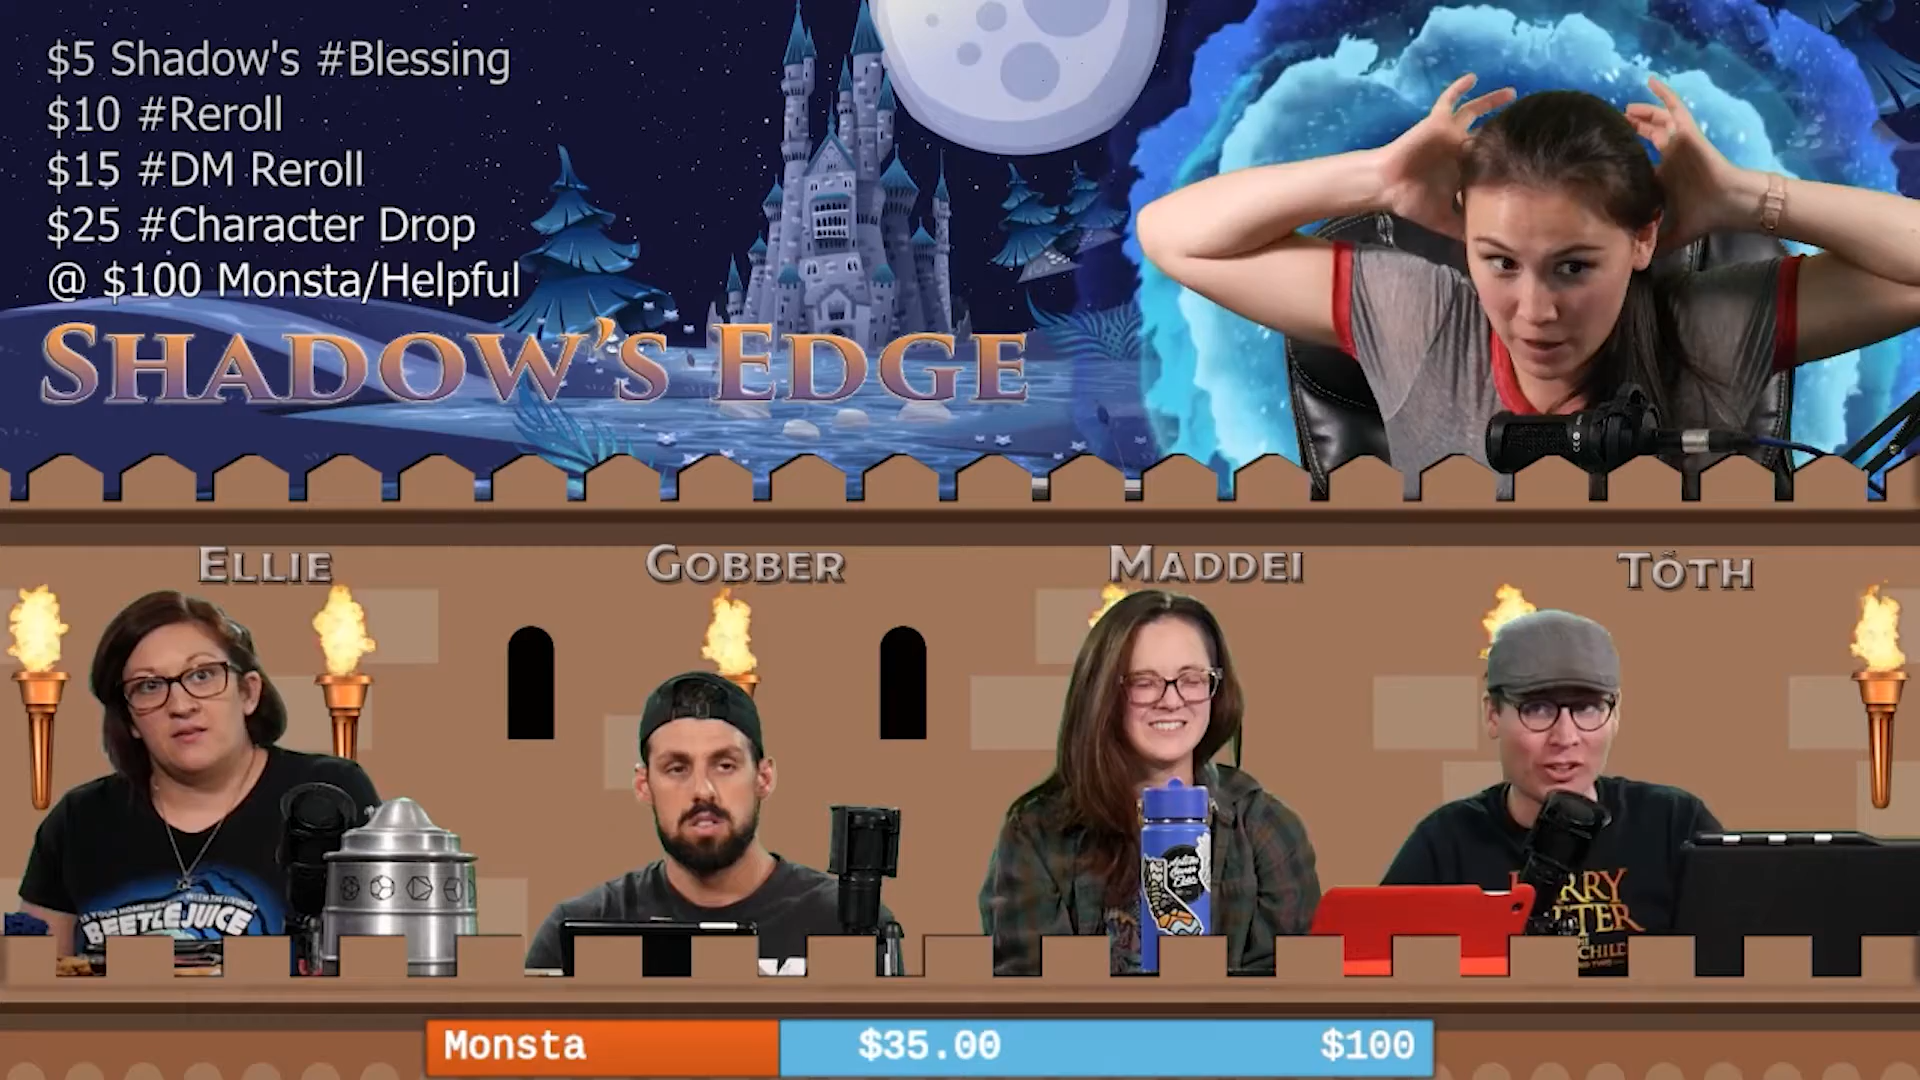 $5 Shadow's #Blessing
$10 #Reroll
$15 #DM Reroll
$25 #Character Drop
@ $100 Monsta/Helpful
SHADOW'S EDGE
ELLIE
GOBBER
MADDEI
TÖTH
BEETLEJUICE
Monsta $35.00 $100